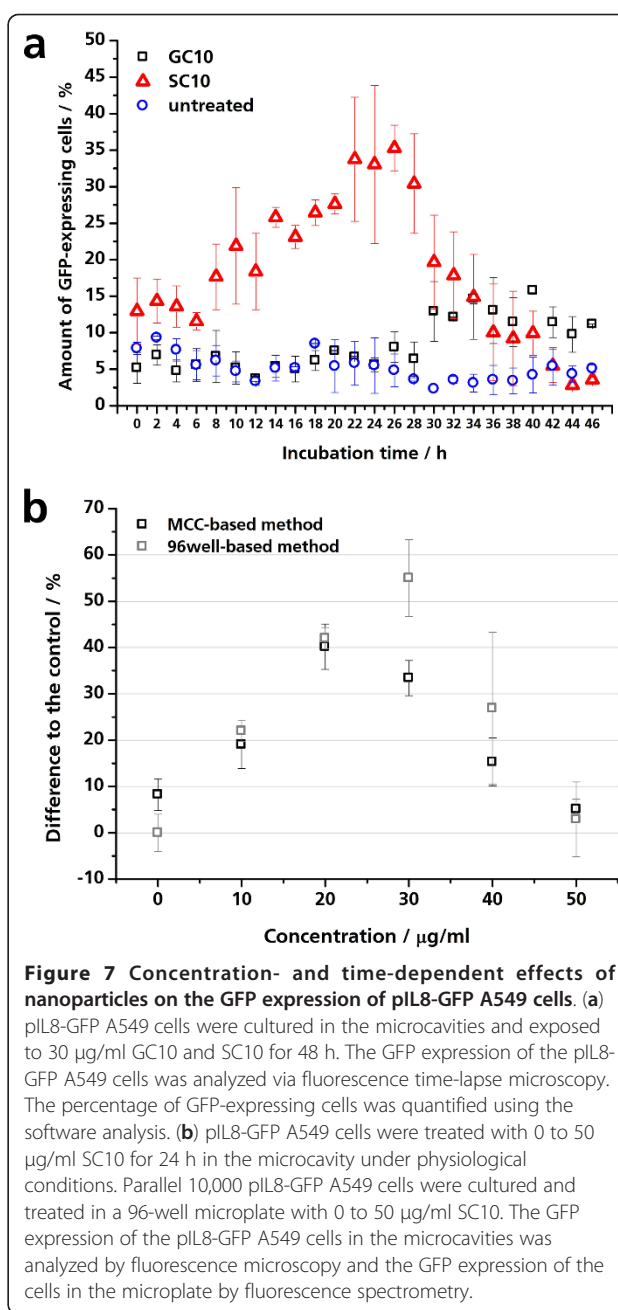 a
50
45
40
35
30
25
20
15
10
5
0
Amount of GFP-expressing cells / %
GC10
SC10
untreated
0 2 4 6 8 10 12 14 16 18 20 22 24 26 28 30 32 34 36 38 40 42 44 46
Incubation time / h
b
70
60
50
40
30
20
10
0
-10
Difference to the control / %
MCC-based method
96well-based method
0 10 20 30 40 50
Concentration / µg/ml
Figure 7 Concentration- and time-dependent effects of
nanoparticles on the GFP expression of pIL8-GFP A549 cells. (a)
pIL8-GFP A549 cells were cultured in the microcavities and exposed
to 30 µg/ml GC10 and SC10 for 48 h. The GFP expression of the pIL8-
GFP A549 cells was analyzed via fluorescence time-lapse microscopy.
The percentage of GFP-expressing cells was quantified using the
software analysis. (b) pIL8-GFP A549 cells were treated with 0 to 50
µg/ml SC10 for 24 h in the microcavity under physiological
conditions. Parallel 10,000 pIL8-GFP A549 cells were cultured and
treated in a 96-well microplate with 0 to 50 µg/ml SC10. The GFP
expression of the pIL8-GFP A549 cells in the microcavities was
analyzed by fluorescence microscopy and the GFP expression of the
cells in the microplate by fluorescence spectrometry.